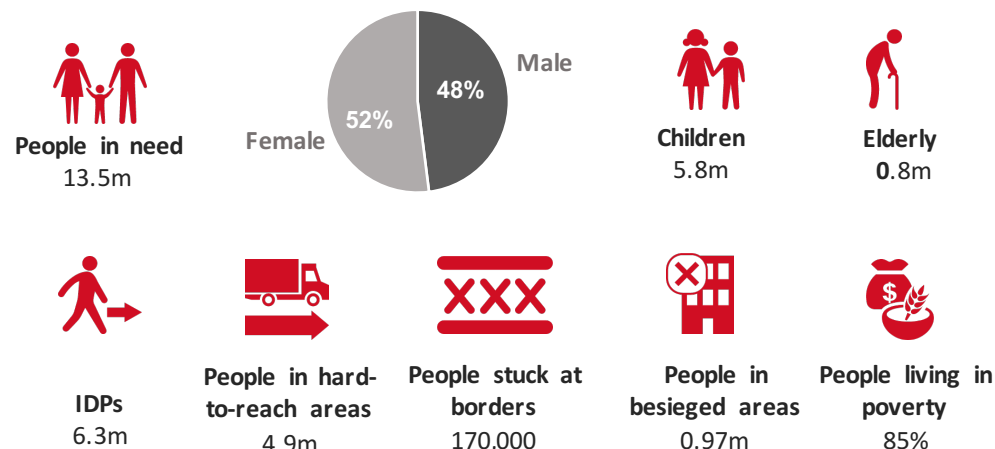 Male
48%
52%
Female
People in need
13.5m
Children
5.8m
Elderly
0.8m
XXX
$
IDPs
6.3m
People in hard-
to-reach areas
4.9m
People stuck at
borders
170.000
People in
besieged areas
0.97m
People living in
poverty
85%